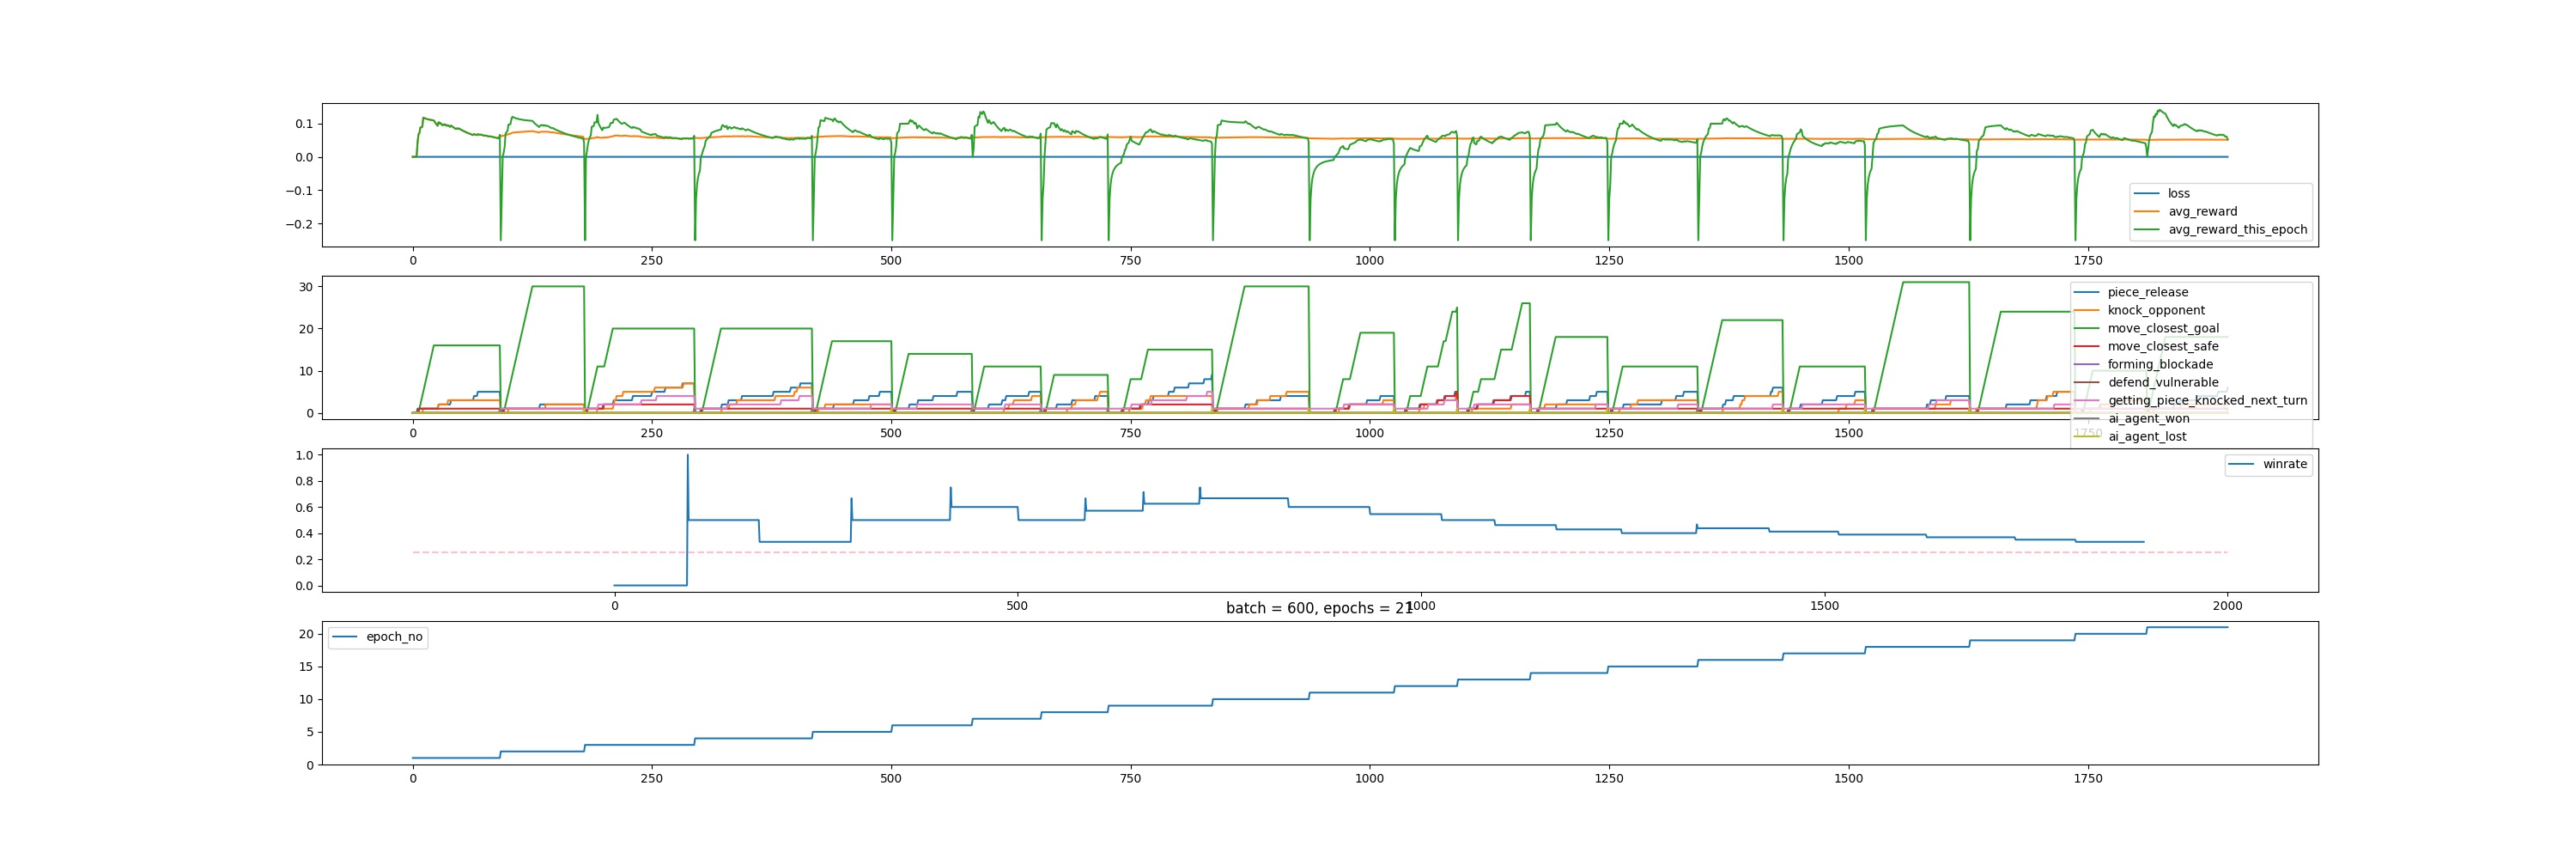 0.1
0.0
−0.1
−0.2
loss
avg_reward
avg_reward_this_epoch
0 250 500 750 1000 1250 1500 1750
30
20
10
0
piece_release
knock_opponent
move_closest_goal
move_closest_safe
forming_blockade
defend_vulnerable
getting_piece_knocked_next_turn
ai_agent_won
ai_agent_lost
0 250 500 750 1000 1250 1500 1750
1.0
0.8
0.6
0.4
0.2
0.0
winrate
0 500 1000 1500 2000
batch = 600, epochs = 21
20
15
10
5
0
epoch_no
0 250 500 750 1000 1250 1500 1750